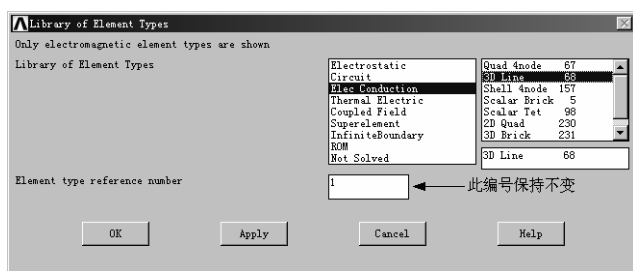 Library of Element Types
Only electromagnetic element types are shown
Library of Element Types
Electrostatic
Circuit
Elec Conduction
Thermal Electric
Coupled Field
Superelement
InfiniteBoundary
ROM
Not Solved
Quad 4node 67
3D Line 68
Shell 4node 157
Scalar Brick 5
Scalar Tet 98
2D Quad 230
3D Brick 231
3D Line 68
Element type reference number
1
此编号保持不变
OK Apply Cancel Help